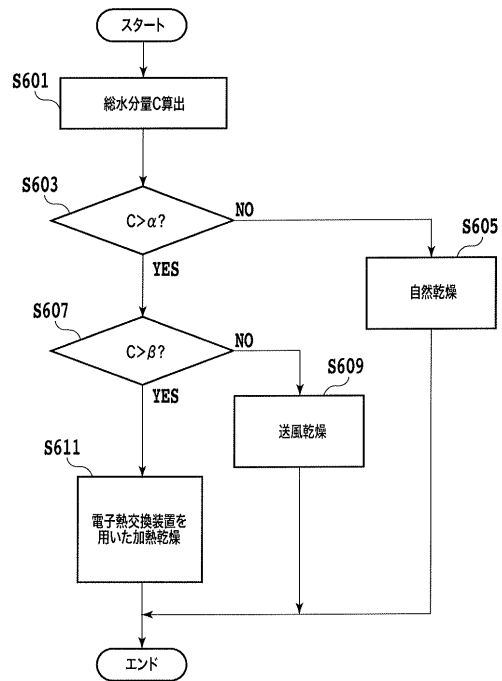 スタート
S601
総水分量C算出
S603
C>α?
NO
YES
S605
自然乾燥
S607
C>β?
NO
YES
S609
送風乾燥
S611
電子熱交換装置を
用いた加熱乾燥
エンド